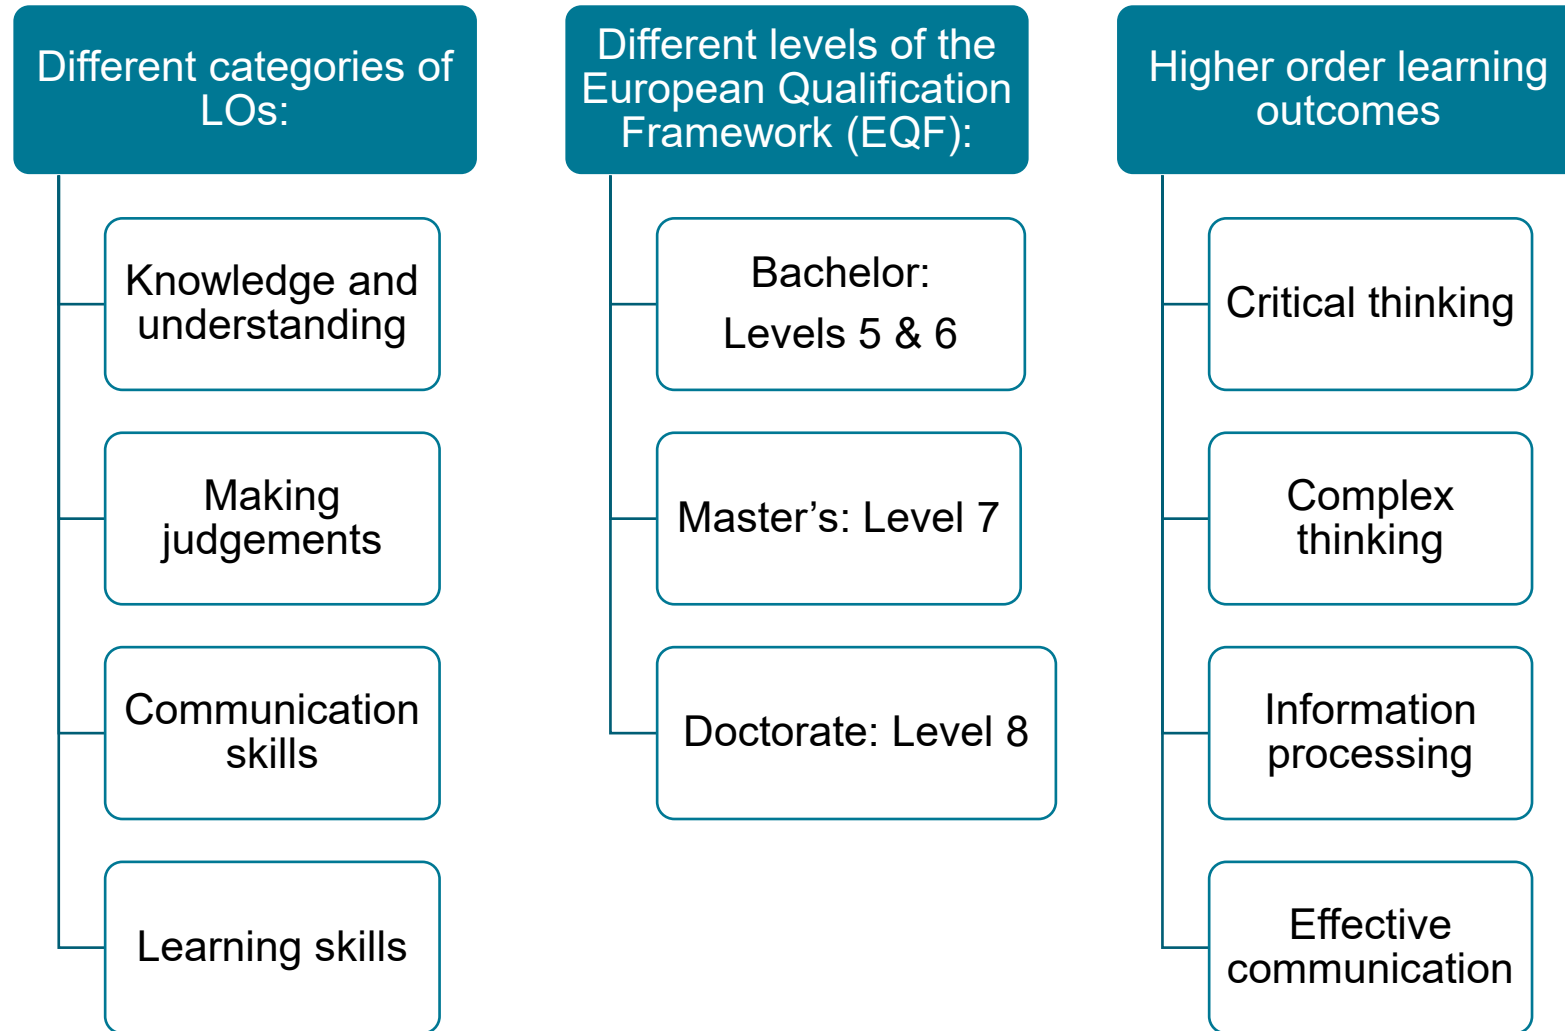 Different categories of
LOs:
Knowledge and
understanding
Making
judgements
Communication
skills
Learning skills
Different levels of the
European Qualification
Framework (EQF):
Bachelor:
Levels 5 & 6
Master’s: Level 7
Doctorate: Level 8
Higher order learning
outcomes
Critical thinking
Complex
thinking
Information
processing
Effective
communication